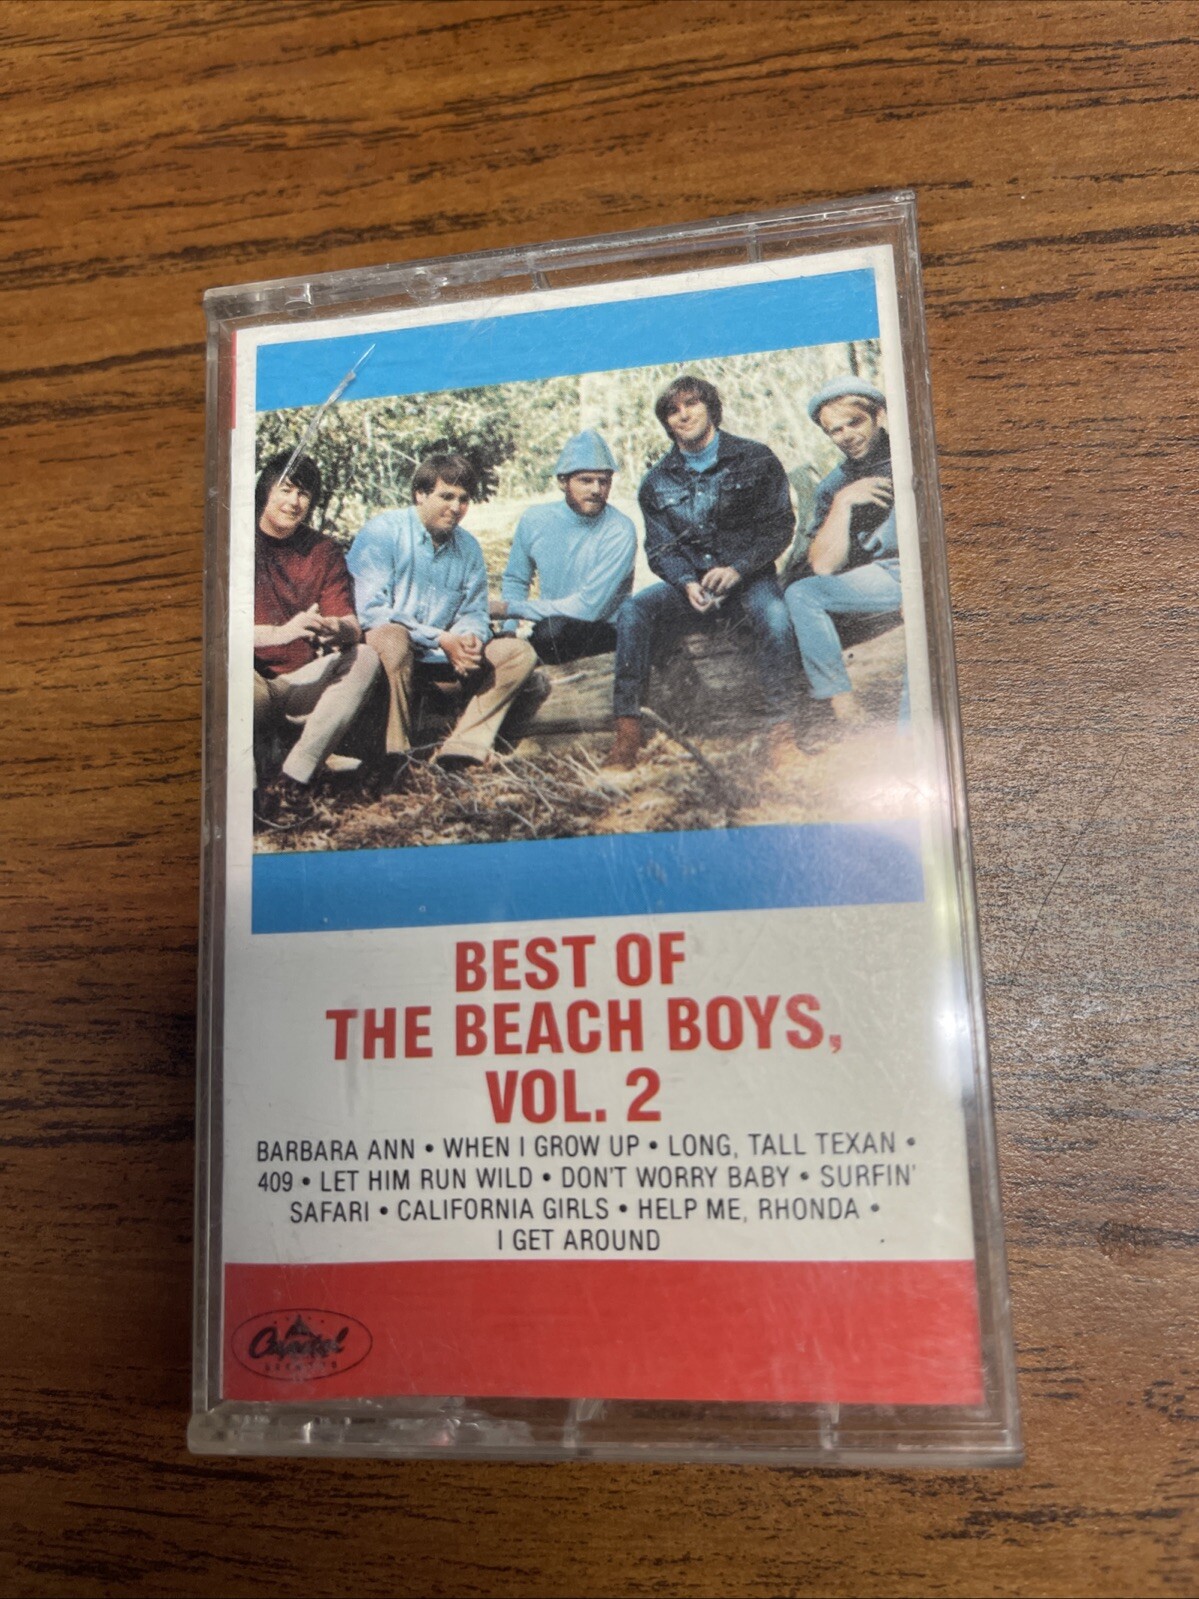 BEST OF
THE BEACH BOYS,
VOL. 2
BARBARA ANN • WHEN I GROW UP • LONG, TALL TEXAN •
409 • LET HIM RUN WILD • DON'T WORRY BABY • SURFIN'
SAFARI • CALIFORNIA GIRLS • HELP ME, RHONDA •
I GET AROUND
Capitol